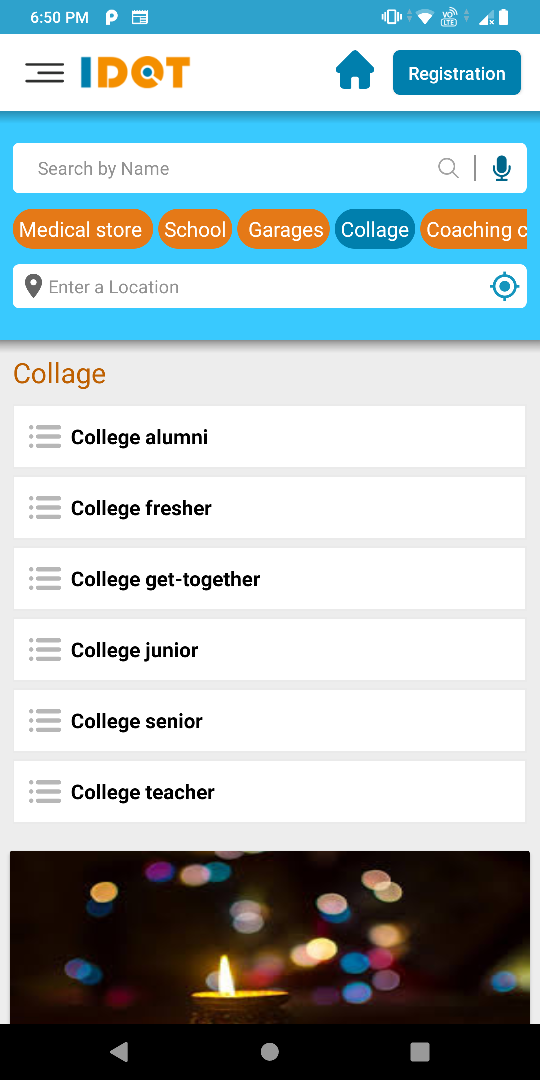 6:50 PM
IDOT
Registration
Search by Name
Medical store School Garages Collage Coaching c
Enter a Location
Collage
College alumni
College fresher
College get-together
College junior
College senior
College teacher